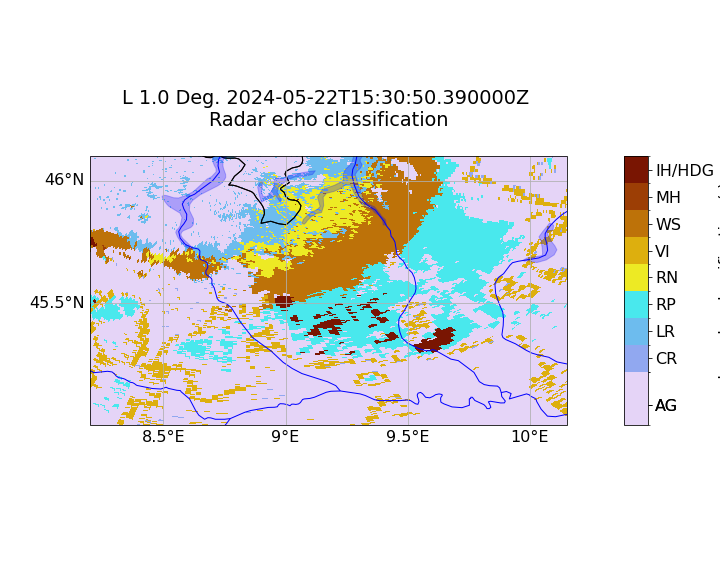 L 1.0 Deg. 2024-05-22T15:30:50.390000Z
Radar echo classification
46°N
45.5°N
8.5°E
9°E
9.5°E
10°E
IH/HDG
MH
WS
VI
RN
RP
LR
CR
AG